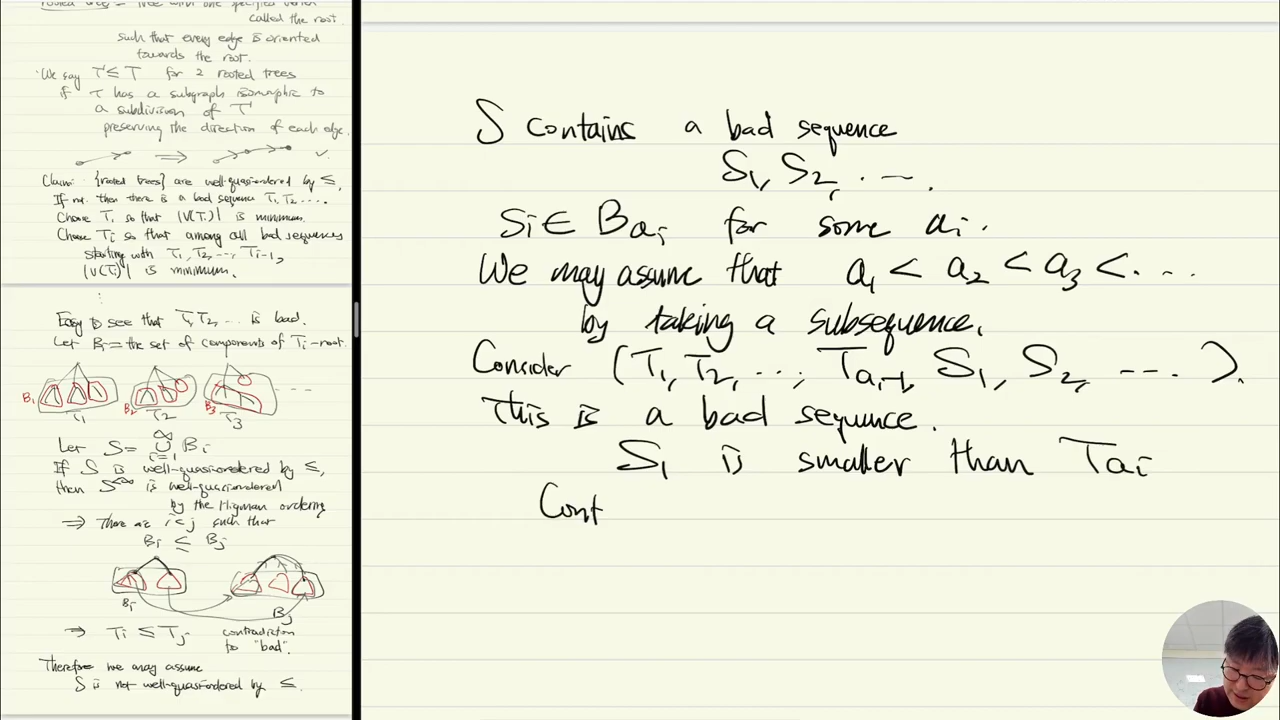 called the root.
such that every edge is oriented
towards the root.
We say T' ≤ T for 2 rooted trees
if T has a subgraph isomorphic to
a subdivision of T'
preserving the direction of each edge.
⇒ ✓.
Claim: {rooted trees} are well-quasi-ordered by ≤.
If not then there is a bad sequence T1, T2 ....
Choose T1 so that |V(T1)| is minimum.
Choose Ti so that among all bad sequences
starting with T1, T2, ..., Ti-1,
|V(Ti)| is minimum.
Easy to see that T1, T2, ... is bad.
Let Bi = the set of components of Ti - root.
B1 B2 B3 ...
T1 T2 T3
Let S = ∞∪i=1 Bi
If S is well-quasi-ordered by ≤,
then S<∞ is well-quasi-ordered
by the Higman ordering
⇒ There are i<j such that
Bi ≤ Bj
Bi Bj
⇒ Ti ≤ Tj contradiction
to "bad".
Therefore we may assume
S is not well-quasi-ordered by ≤.
S contains a bad sequence
S1, S2, ....
Si ∈ Bai for some ai.
We may assume that a1 < a2 < a3 < ....
by taking a subsequence.
Consider (T1, T2, ..., Ta1-1, S1, S2, ....).
This is a bad sequnce.
S1 is smaller than Tai
Cont